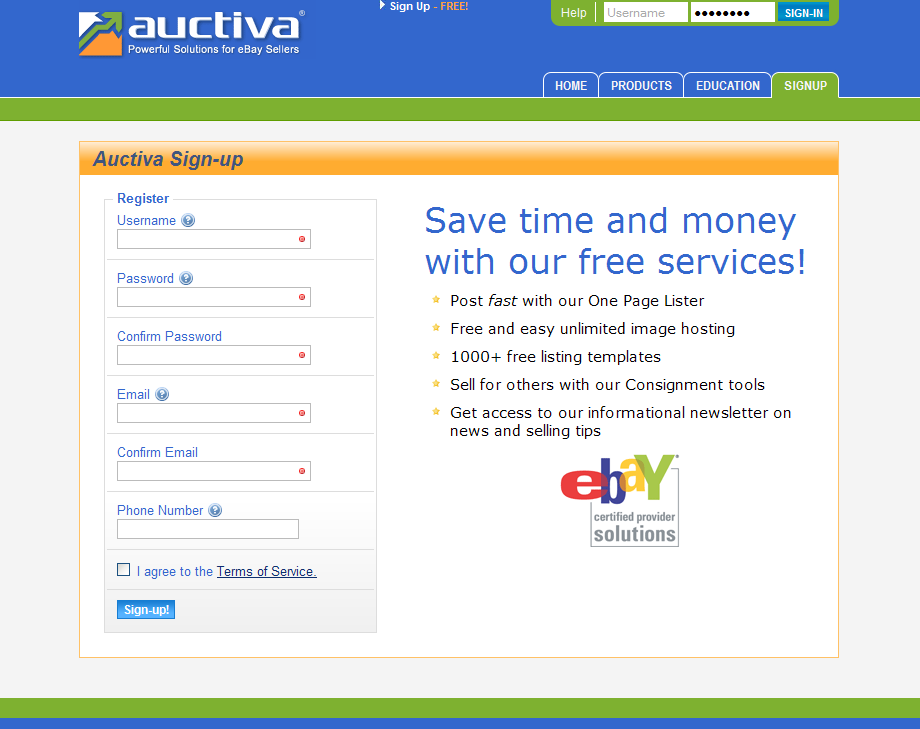 auctiva®
Powerful Solutions for eBay Sellers
Sign Up - FREE!
Help
Username
SIGN-IN
HOME
PRODUCTS
EDUCATION
SIGNUP
Auctiva Sign-up
Register
Username
Password
Confirm Password
Email
Confirm Email
Phone Number
I agree to the Terms of Service.
Sign-up!
Save time and money
with our free services!
Post fast with our One Page Lister
Free and easy unlimited image hosting
1000+ free listing templates
Sell for others with our Consignment tools
Get access to our informational newsletter on
news and selling tips
ebaY
certified provider
solutions